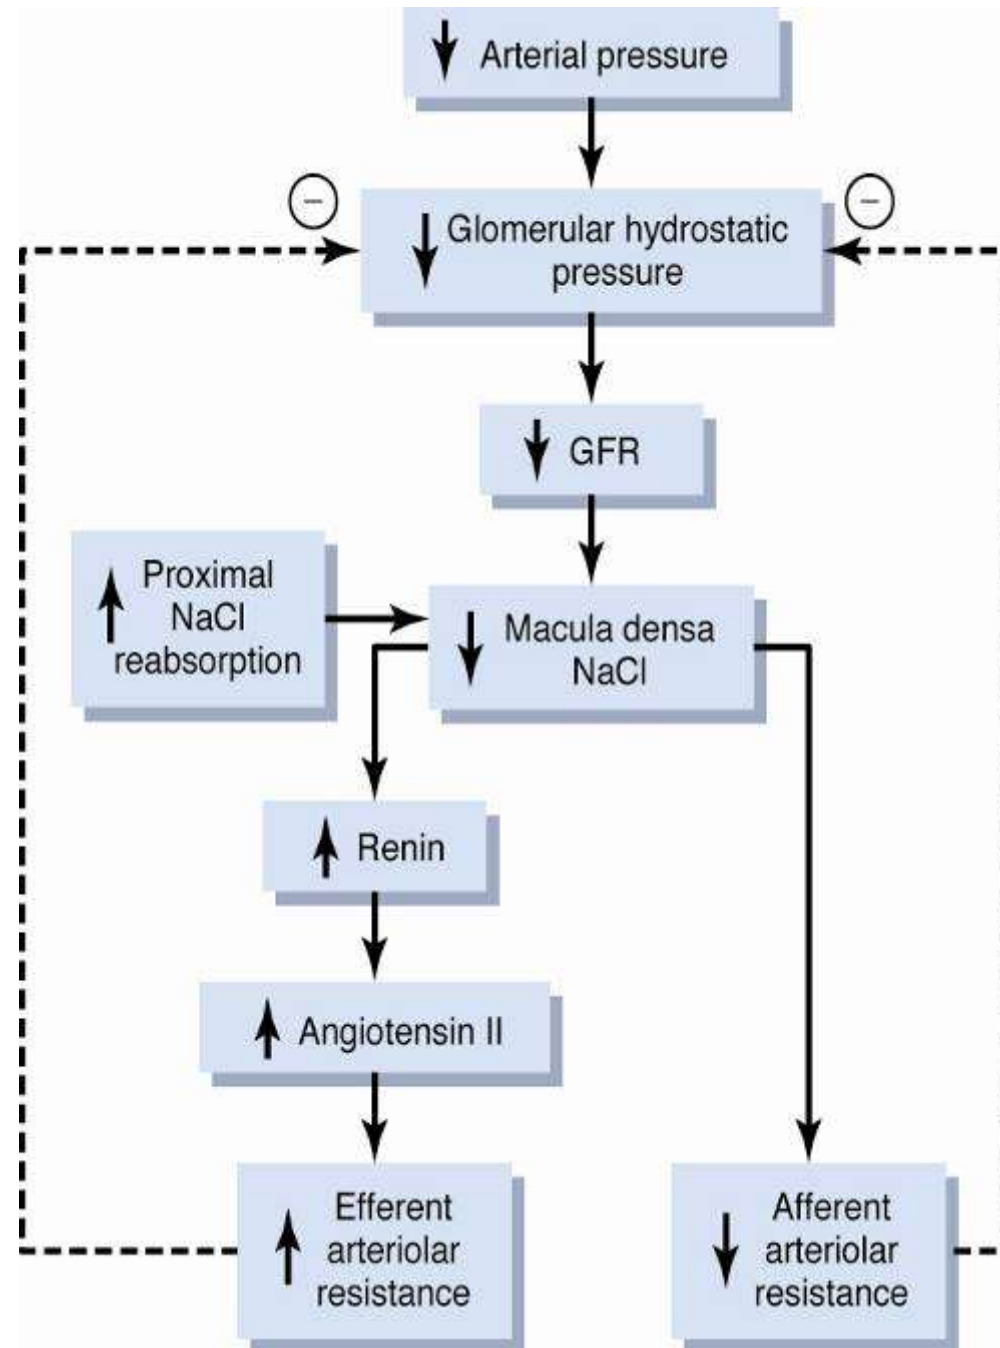 Arterial pressure
−
−
Glomerular hydrostatic
pressure
GFR
Proximal
NaCl
reabsorption
Macula densa
NaCl
Renin
Angiotensin II
Efferent
arteriolar
resistance
Afferent
arteriolar
resistance